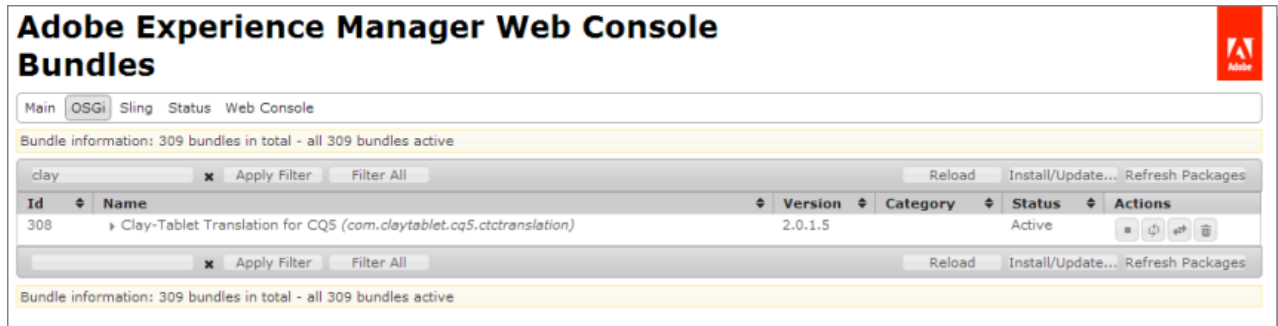 Adobe Experience Manager Web Console
Bundles
Adobe
Main OSGi Sling Status Web Console
Bundle information: 309 bundles in total - all 309 bundles active
clay Apply Filter Filter All Reload Install/Update... Refresh Packages
Id Name Version Category Status Actions
308 Clay-Tablet Translation for CQ5 (com.claytablet.cq5.ctctranslation) 2.0.1.5 Active
Apply Filter Filter All Reload Install/Update... Refresh Packages
Bundle information: 309 bundles in total - all 309 bundles active